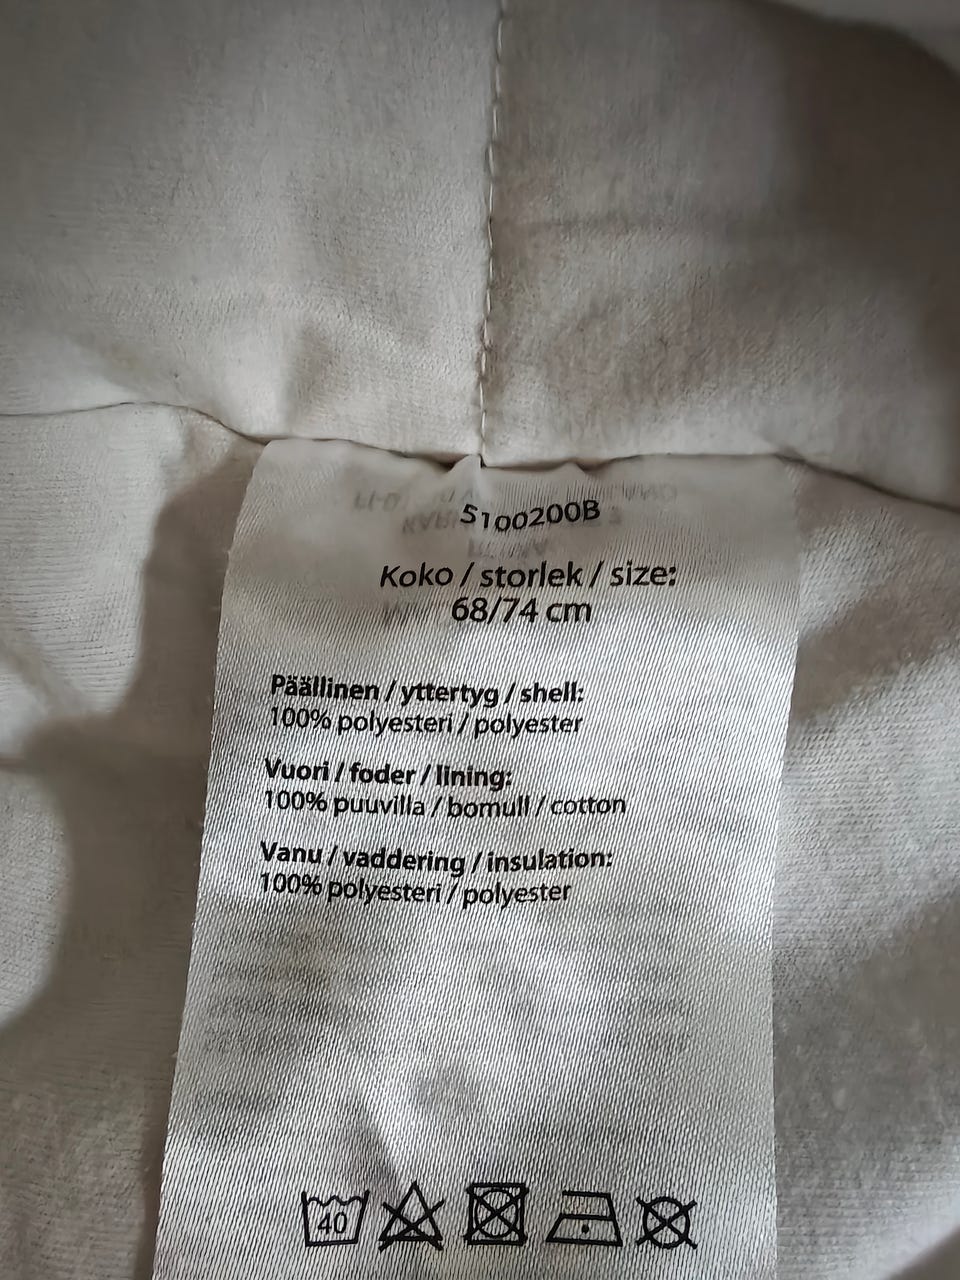 5100200B
Koko / storlek / size:
68/74 cm
Päällinen / yttertyg / shell:
100% polyesteri / polyester
Vuori / foder / lining:
100% puuvilla / bomull / cotton
Vanu / vaddering / insulation:
100% polyesteri / polyester
40